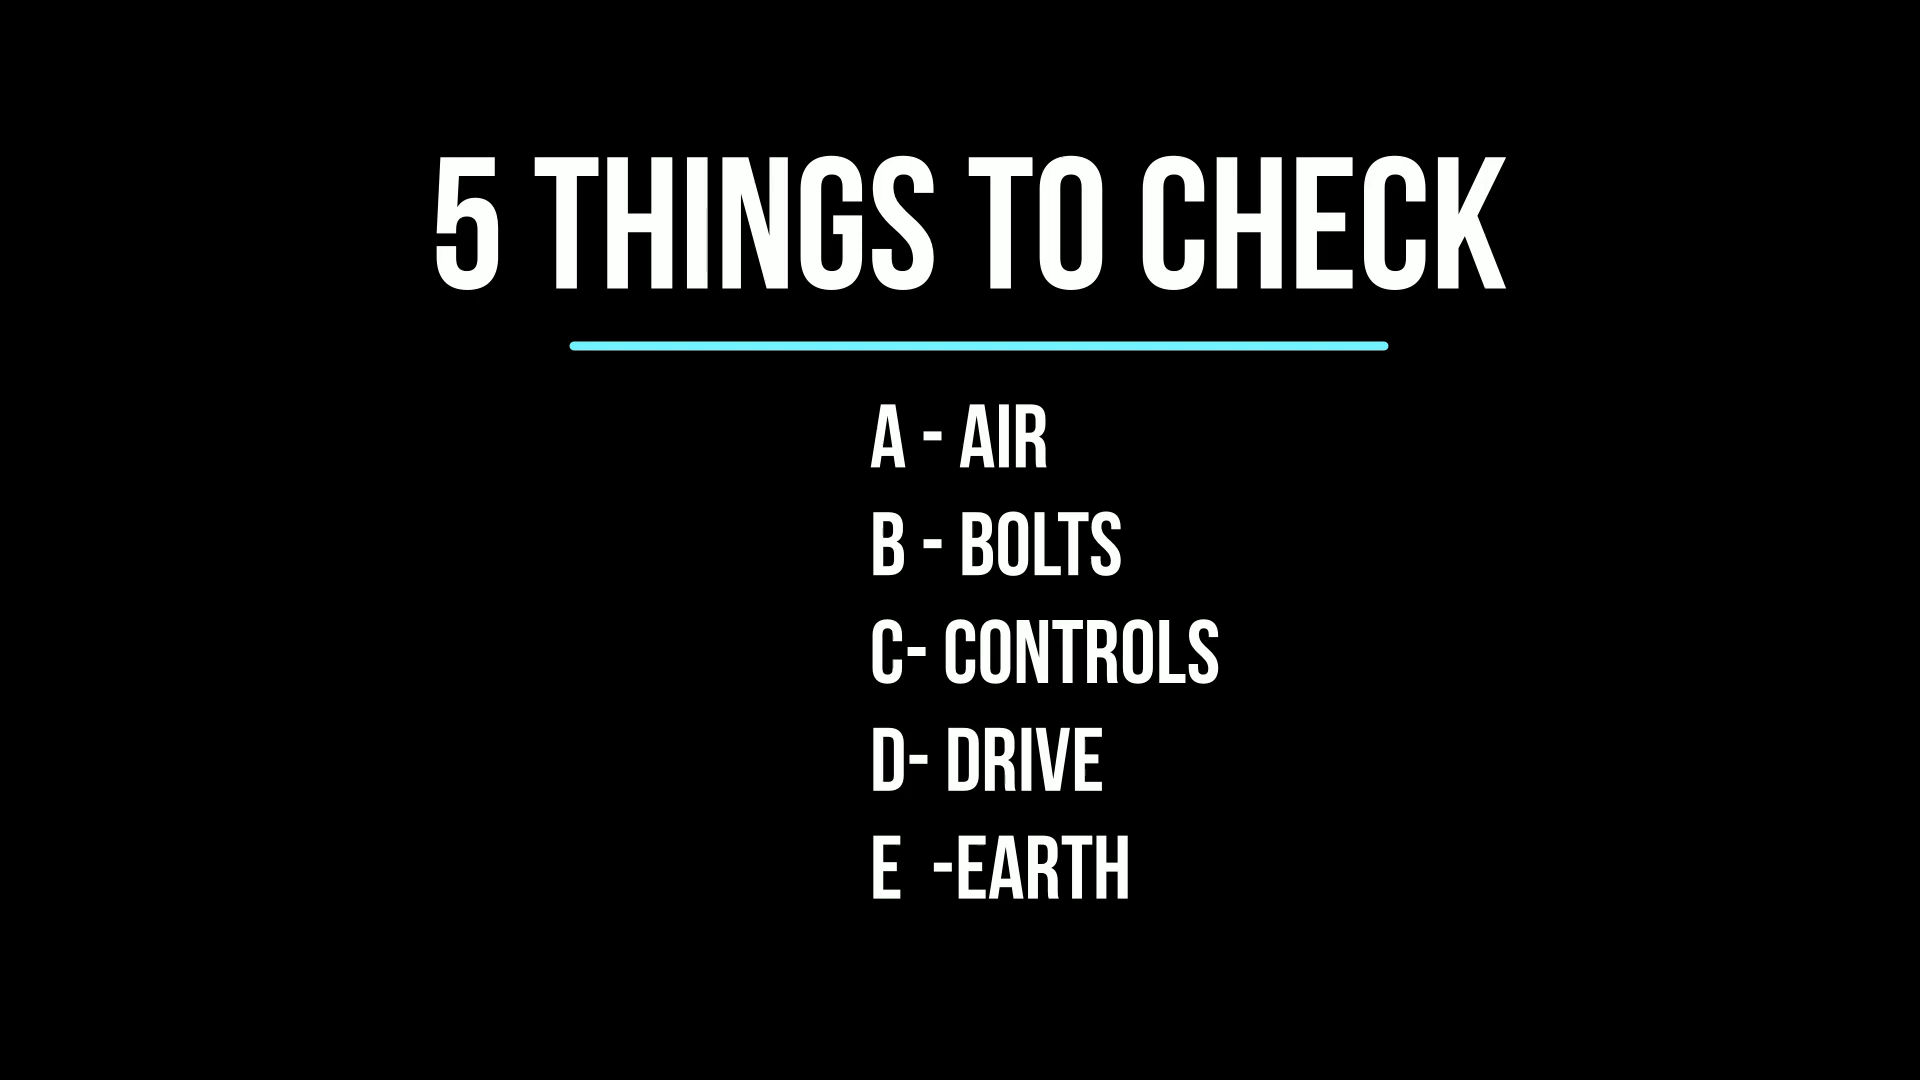 5 THINGS TO CHECK
A - AIR
B - BOLTS
C- CONTROLS
D- DRIVE
E  -EARTH